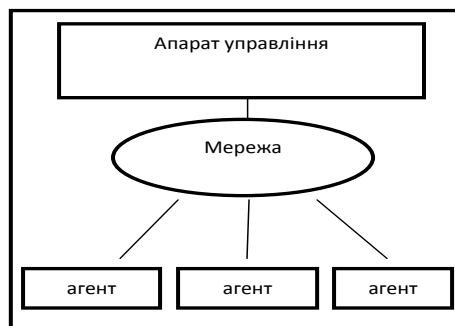 Апарат управління
Мережа
агент агент агент